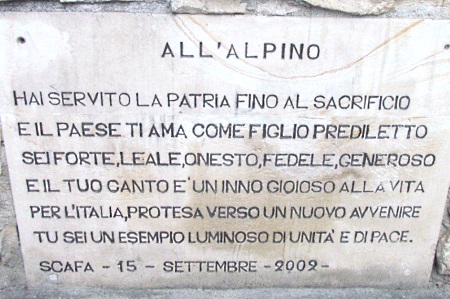 ALL'ALPINO
HAI SERVITO LA PATRIA FINO AL SACRIFICIO
E IL PAESE TI AMA COME FIGLIO PREDILETTO
SEI FORTE, LEALE, ONESTO, FEDELE, GENEROSO
E IL TUO CANTO E' UN INNO GIOIOSO ALLA VITA
PER L'ITALIA, PROTESA VERSO UN NUOVO AVVENIRE
TU SEI UN ESEMPIO LUMINOSO DI UNITA' E DI PACE.
SCAFA - 15 - SETTEMBRE - 2002 -